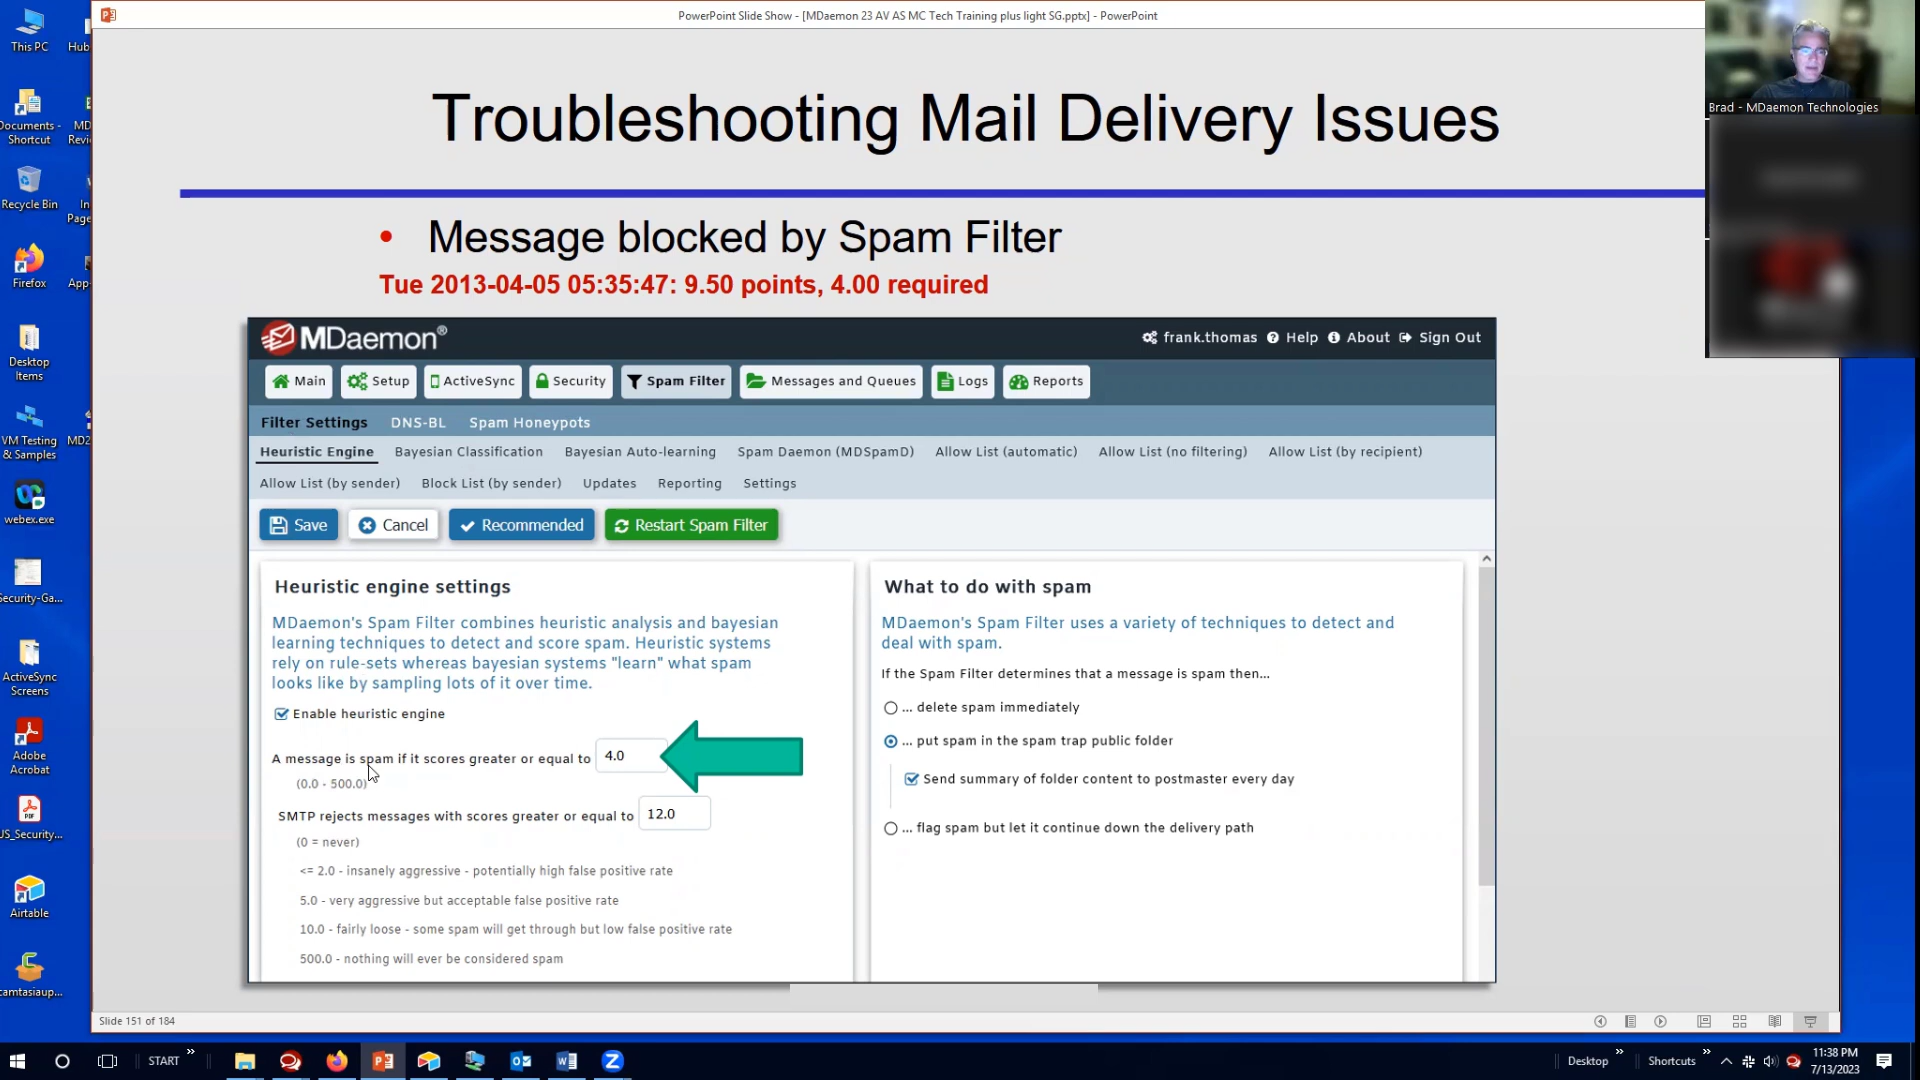 PowerPoint Slide Show - [MDaemon 23 AV AS MC Tech Training plus light SG.pptx] - PowerPoint
This PC
Hub
Documents - Shortcut
MD
Revi
Recycle Bin
In
Page
Firefox
App-
Desktop Items
VM Testing & Samples
MD2
webex.exe
Security-Ga...
ActiveSync Screens
Adobe Acrobat
US_Security...
Airtable
camtasiaup...
Brad - MDaemon Technologies
Troubleshooting Mail Delivery Issues
• Message blocked by Spam Filter
Tue 2013-04-05 05:35:47: 9.50 points, 4.00 required
MDaemon®
frank.thomas Help About Sign Out
Main Setup ActiveSync Security Spam Filter Messages and Queues Logs Reports
Filter Settings DNS-BL Spam Honeypots
Heuristic Engine Bayesian Classification Bayesian Auto-learning Spam Daemon (MDSpamD) Allow List (automatic) Allow List (no filtering) Allow List (by recipient)
Allow List (by sender) Block List (by sender) Updates Reporting Settings
Save Cancel Recommended Restart Spam Filter
Heuristic engine settings
MDaemon's Spam Filter combines heuristic analysis and bayesian
learning techniques to detect and score spam. Heuristic systems
rely on rule-sets whereas bayesian systems "learn" what spam
looks like by sampling lots of it over time.
Enable heuristic engine
A message is spam if it scores greater or equal to 4.0
(0.0 - 500.0)
SMTP rejects messages with scores greater or equal to 12.0
(0 = never)
<= 2.0 - insanely aggressive - potentially high false positive rate
5.0 - very aggressive but acceptable false positive rate
10.0 - fairly loose - some spam will get through but low false positive rate
500.0 - nothing will ever be considered spam
What to do with spam
MDaemon's Spam Filter uses a variety of techniques to detect and
deal with spam.
If the Spam Filter determines that a message is spam then...
... delete spam immediately
... put spam in the spam trap public folder
Send summary of folder content to postmaster every day
... flag spam but let it continue down the delivery path
Slide 151 of 184
START »
Desktop »
Shortcuts »
11:38 PM
7/13/2023